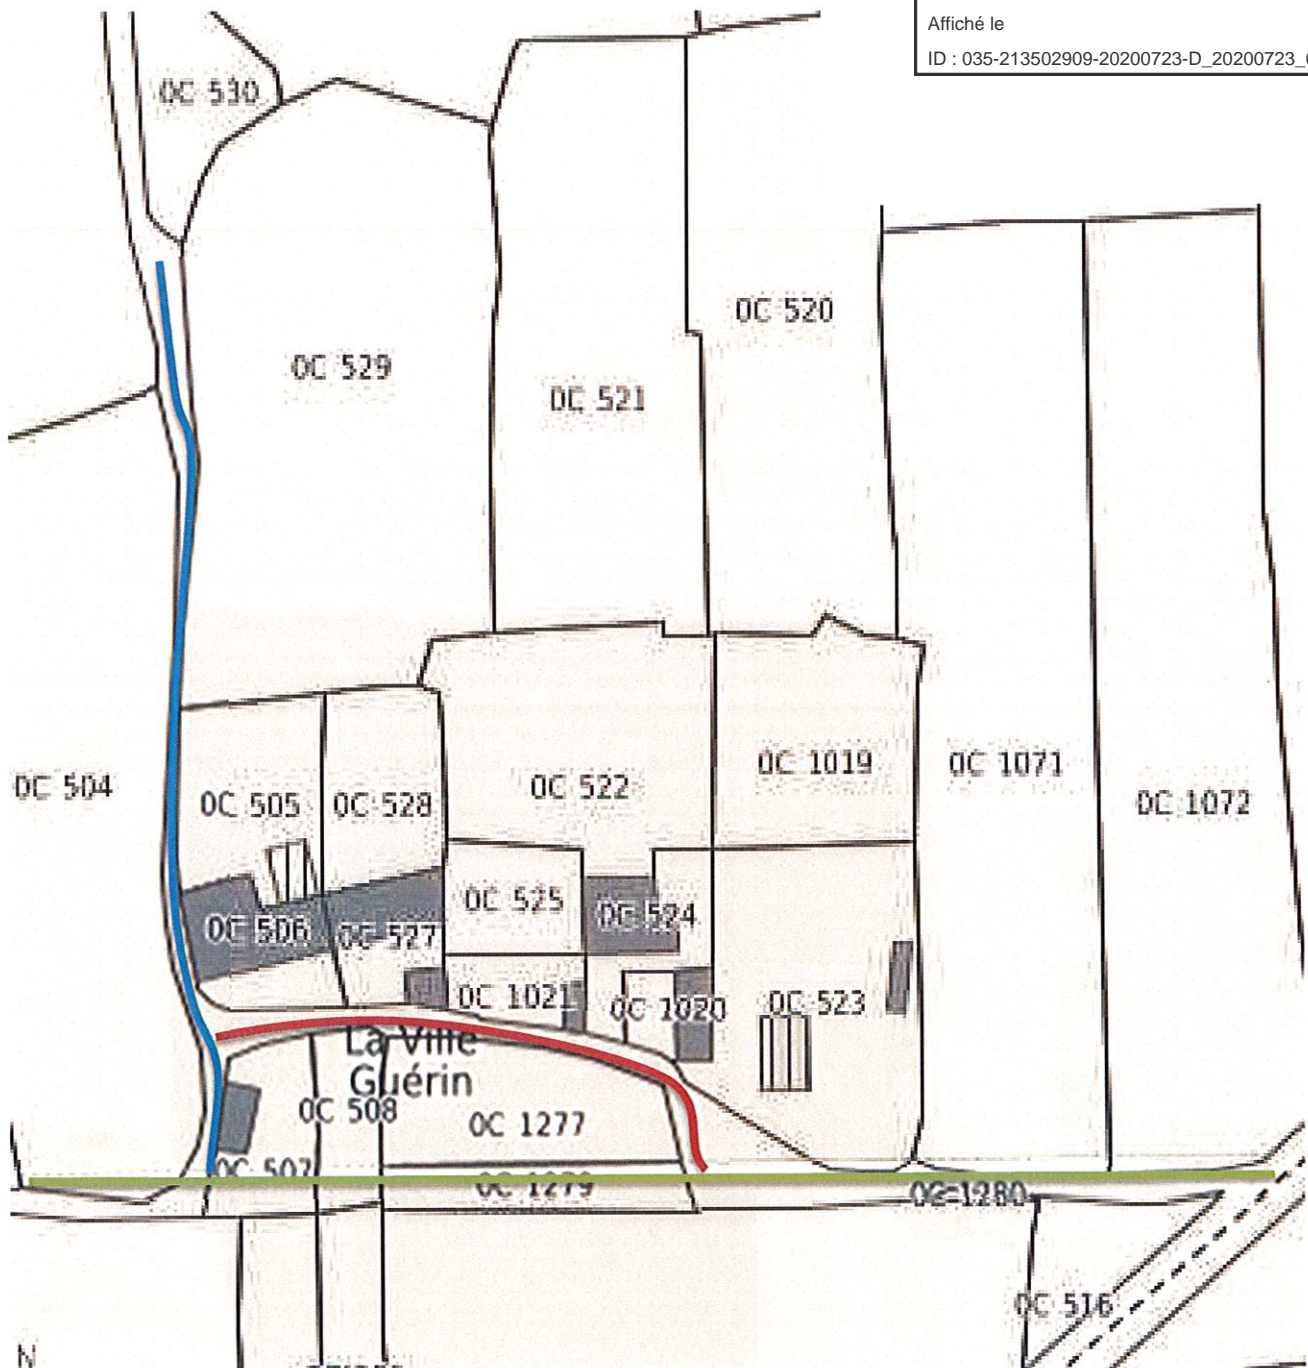 Affiché le
ID : 035-213502909-20200723-D_20200723_
0C 530
0C 520
0C 529
0C 521
0C 1019
0C 1071
0C 504
0C 522
0C 505
0C 528
0C 1072
0C 525
0C 524
0C 506
0C 527
0C 1021
0C 1020
0C 523
La Ville
Guérin
0C 508
0C 1277
0C 507
0C 1279
0C 1280
0C 516
N